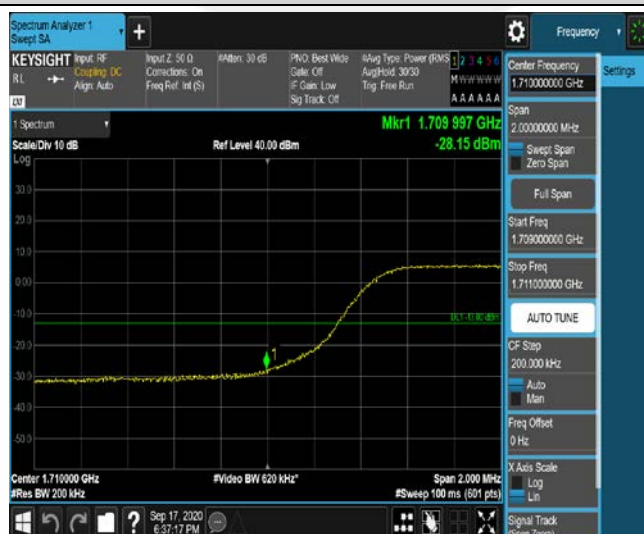 Spectrum Analyzer 1
Swept SA
+
Frequency
KEYSIGHT
Input: RF
Coupling: DC
Align: Auto
RL
Input Z: 50 Ω
Corrections: On
Freq Ref: Int (S)
#Atten: 30 dB
PNO: Best Wide
Gate: Off
IF Gain: Low
Sig Track: Off
#Avg Type: Power (RMS
Avg|Hold: 30/30
Trig: Free Run
1 2 3 4 5 6
M W W W W W
A A A A A A
1 Spectrum
Scale/Div 10 dB
Ref Level 40.00 dBm
Mkr1 1.709 997 GHz
-28.15 dBm
Log
30.0
20.0
10.0
0.00
-10.0
-20.0
-30.0
-40.0
-50.0
DL1 -13.00 dBm
1
Center 1.710000 GHz
#Res BW 200 kHz
#Video BW 620 kHz*
Span 2.000 MHz
#Sweep 100 ms (601 pts)
?
Sep 17, 2020
6:37:17 PM
Center Frequency
1.710000000 GHz
Settings
Span
2.00000000 MHz
Swept Span
Zero Span
Full Span
Start Freq
1.709000000 GHz
Stop Freq
1.711000000 GHz
AUTO TUNE
CF Step
200.000 kHz
Auto
Man
Freq Offset
0 Hz
X Axis Scale
Log
Lin
Signal Track
(Span Zoom)